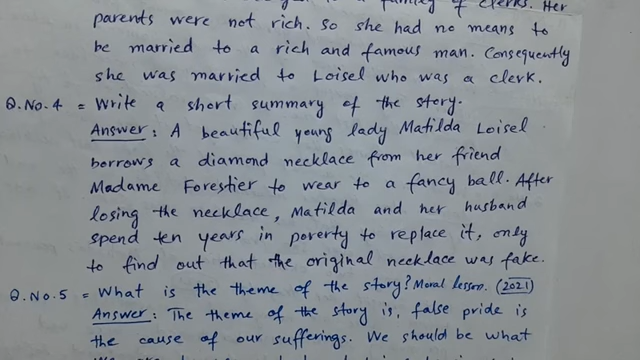 of clerks. Her
parents were not rich. So she had no means to
be married to a rich and famous man. Consequently
she was married to Loisel who was a clerk.
Q.No.4 = Write a short summary of the story.
Answer: A beautiful young lady Matilda Loisel
borrows a diamond necklace from her friend
Madame Forestier to wear to a fancy ball. After
losing the necklace, Matilda and her husband
spend ten years in poverty to replace it, only
to find out that the original necklace was fake.
Q.No.5 = What is the theme of the story? Moral lesson. (2021)
Answer: The theme of the story is, false pride is
the cause of our sufferings. We should be what